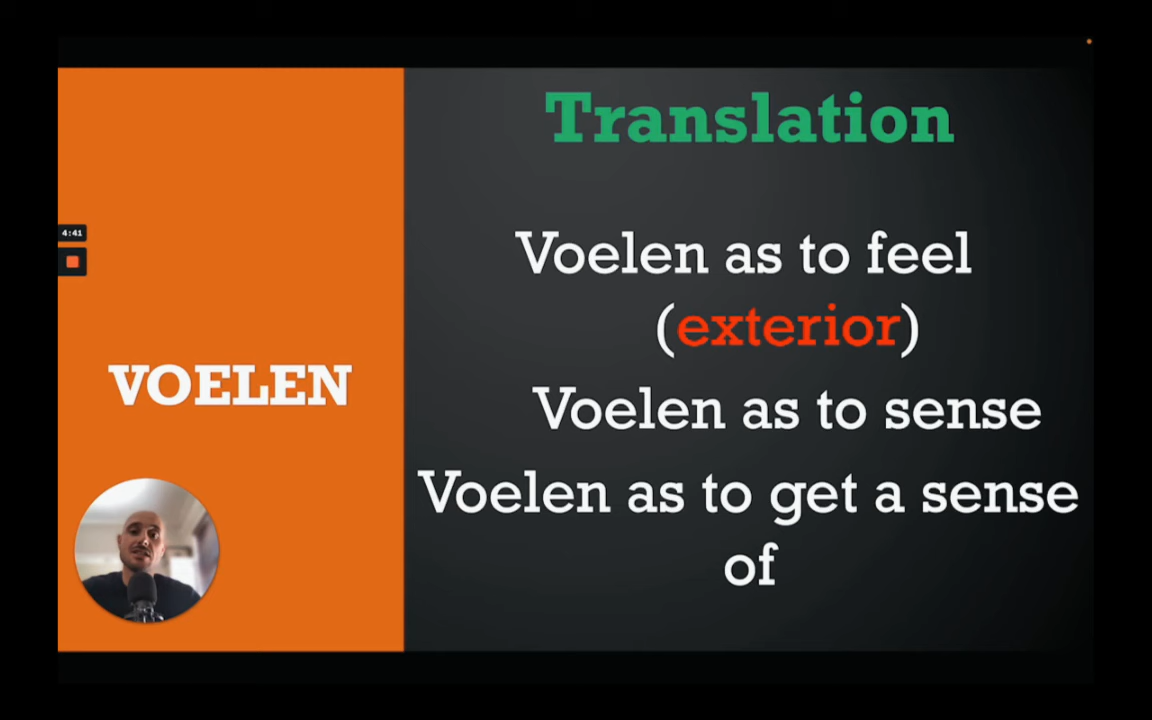 Translation
Voelen as to feel
(exterior)
4:41
VOELEN
Voelen as to sense
Voelen as to get a sense
of